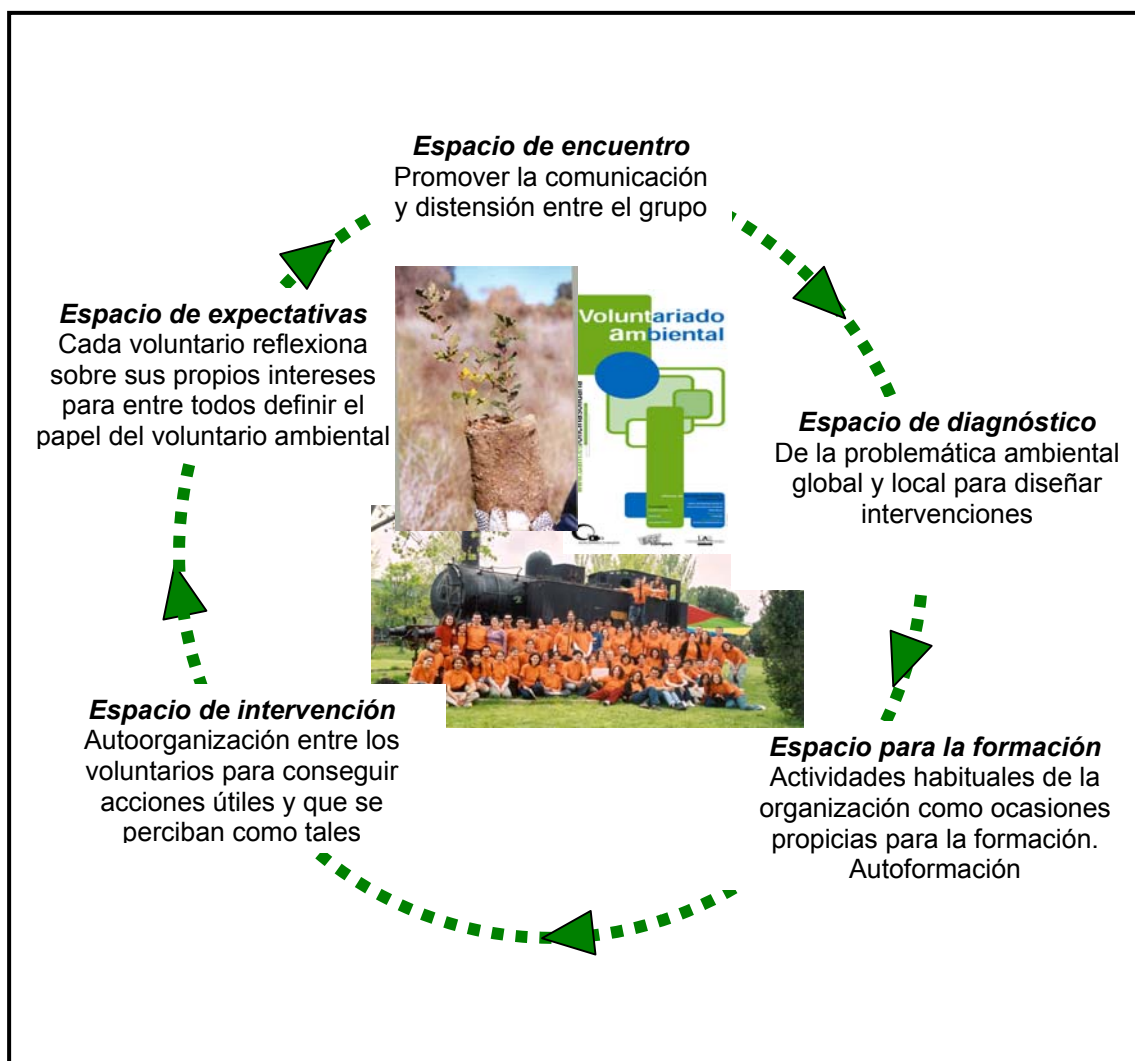 Espacio de encuentro
Promover la comunicación
y distensión entre el grupo
Espacio de expectativas
Cada voluntario reflexiona
sobre sus propios intereses
para entre todos definir el
papel del voluntario ambiental
Voluntariado
ambiental
Espacio de diagnóstico
De la problemática ambiental
global y local para diseñar
intervenciones
Espacio de intervención
Autoorganización entre los
voluntarios para conseguir
acciones útiles y que se
perciban como tales
Espacio para la formación
Actividades habituales de la
organización como ocasiones
propicias para la formación.
Autoformación